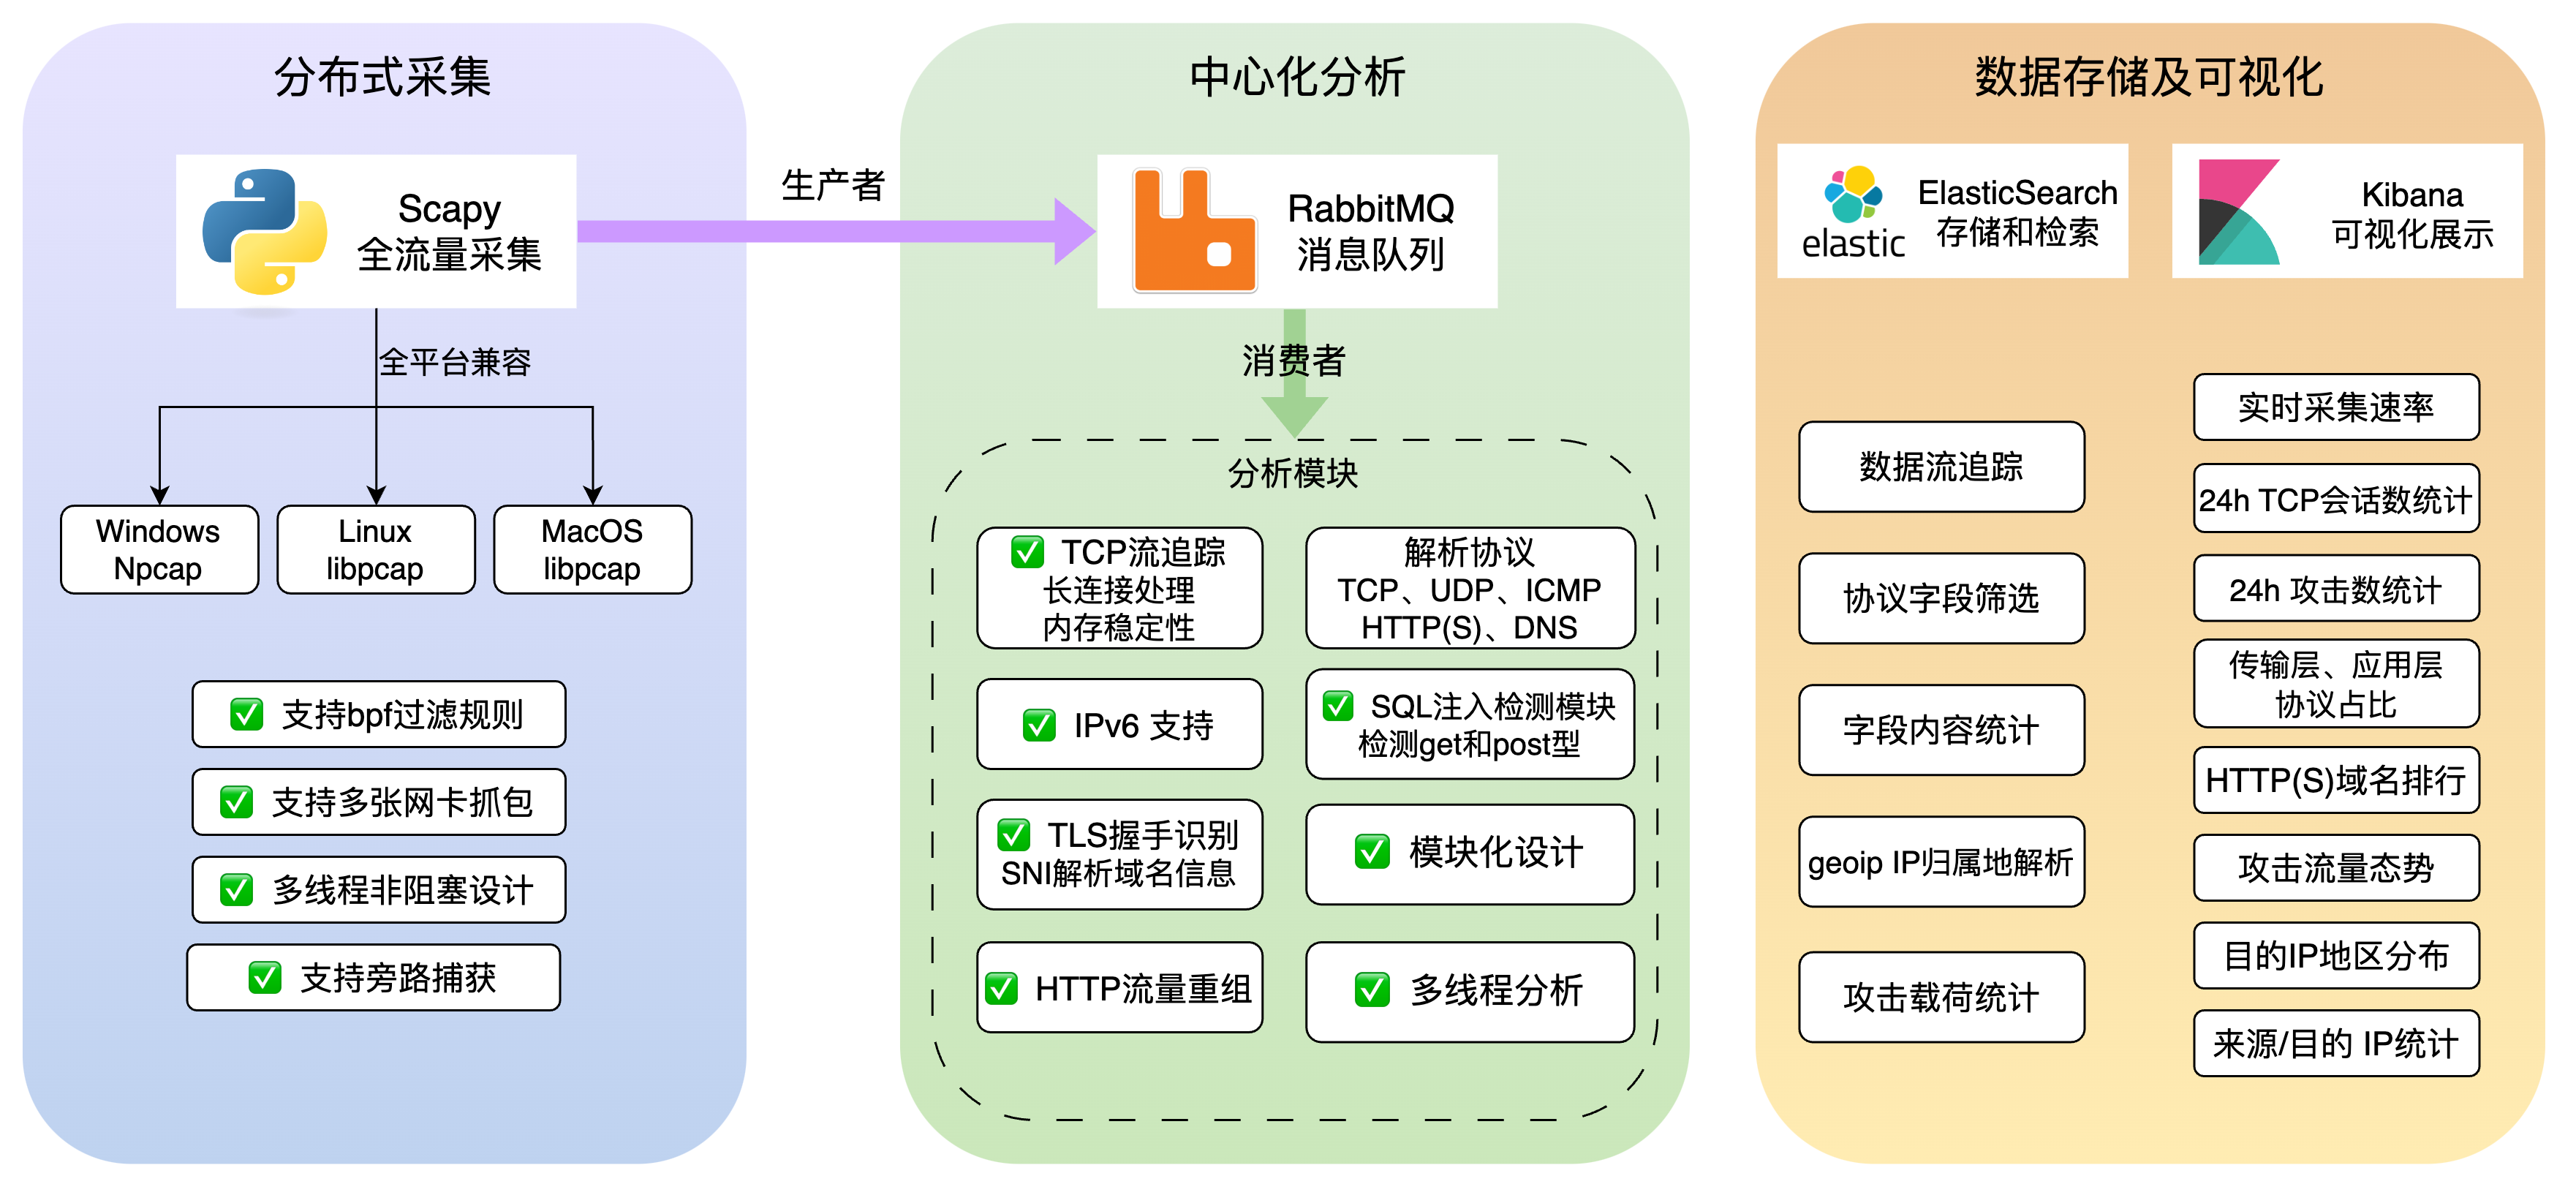 分布式采集
Scapy
全流量采集
全平台兼容
Windows
Npcap
Linux
libpcap
MacOS
libpcap
支持bpf过滤规则
支持多张网卡抓包
多线程非阻塞设计
支持旁路捕获
生产者
中心化分析
RabbitMQ
消息队列
消费者
分析模块
TCP流追踪
长连接处理
内存稳定性
解析协议
TCP、UDP、ICMP
HTTP(S)、DNS
IPv6 支持
SQL注入检测模块
检测get和post型
TLS握手识别
SNI解析域名信息
模块化设计
HTTP流量重组
多线程分析
数据存储及可视化
elastic
ElasticSearch
存储和检索
Kibana
可视化展示
数据流追踪
协议字段筛选
字段内容统计
geoip IP归属地解析
攻击载荷统计
实时采集速率
24h TCP会话数统计
24h 攻击数统计
传输层、应用层
协议占比
HTTP(S)域名排行
攻击流量态势
目的IP地区分布
来源/目的 IP统计